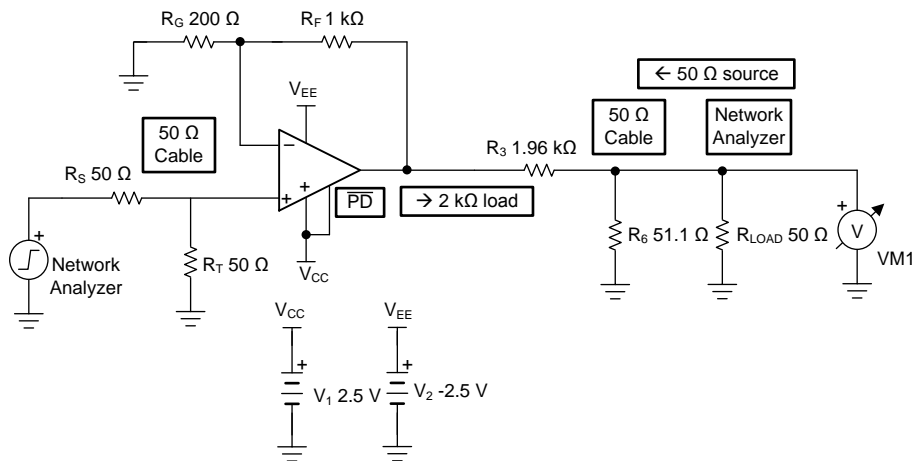 R_G 200 Ω
R_F 1 kΩ
V_EE
← 50 Ω source
50 Ω
Cable
50 Ω
Cable
Network
Analyzer
R_S 50 Ω
R_3 1.96 kΩ
−
+
+
PD
→ 2 kΩ load
+
Network
Analyzer
R_T 50 Ω
V_CC
R_6 51.1 Ω
R_LOAD 50 Ω
+
V
VM1
V_CC
V_EE
+
+
V_1 2.5 V
V_2 -2.5 V